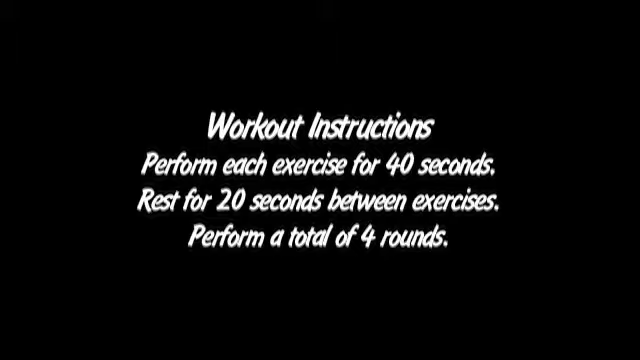 Workout Instructions
Perform each exercise for 40 seconds.
Rest for 20 seconds between exercises.
Perform a total of 4 rounds.